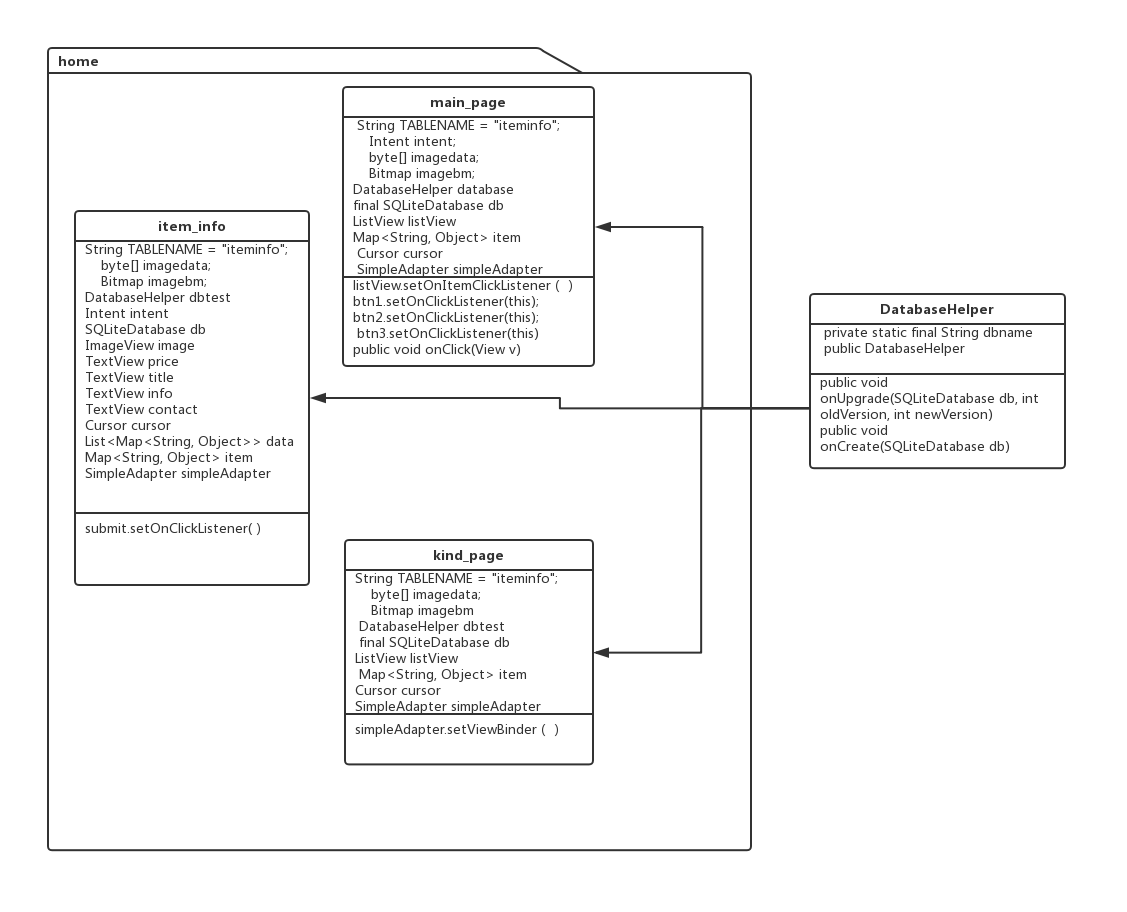 home
main_page
String TABLENAME = "iteminfo";
Intent intent;
byte[] imagedata;
Bitmap imagebm;
DatabaseHelper database
final SQLiteDatabase db
ListView listView
Map<String, Object> item
Cursor cursor
SimpleAdapter simpleAdapter
listView.setOnItemClickListener (  )
btn1.setOnClickListener(this);
btn2.setOnClickListener(this);
btn3.setOnClickListener(this)
public void onClick(View v)
item_info
String TABLENAME = "iteminfo";
byte[] imagedata;
Bitmap imagebm;
DatabaseHelper dbtest
Intent intent
SQLiteDatabase db
ImageView image
TextView price
TextView title
TextView info
TextView contact
Cursor cursor
List<Map<String, Object>> data
Map<String, Object> item
SimpleAdapter simpleAdapter
submit.setOnClickListener( )
DatabaseHelper
private static final String dbname
public DatabaseHelper
public void
onUpgrade(SQLiteDatabase db, int
oldVersion, int newVersion)
public void
onCreate(SQLiteDatabase db)
kind_page
String TABLENAME = "iteminfo";
byte[] imagedata;
Bitmap imagebm
DatabaseHelper dbtest
final SQLiteDatabase db
ListView listView
Map<String, Object> item
Cursor cursor
SimpleAdapter simpleAdapter
simpleAdapter.setViewBinder (  )